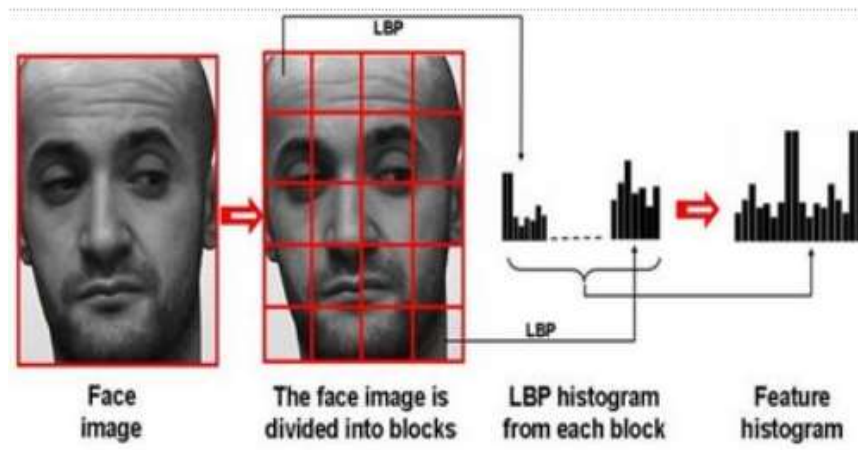 LBP
LBP
Face
image
The face image is
divided into blocks
LBP histogram
from each block
Feature
histogram